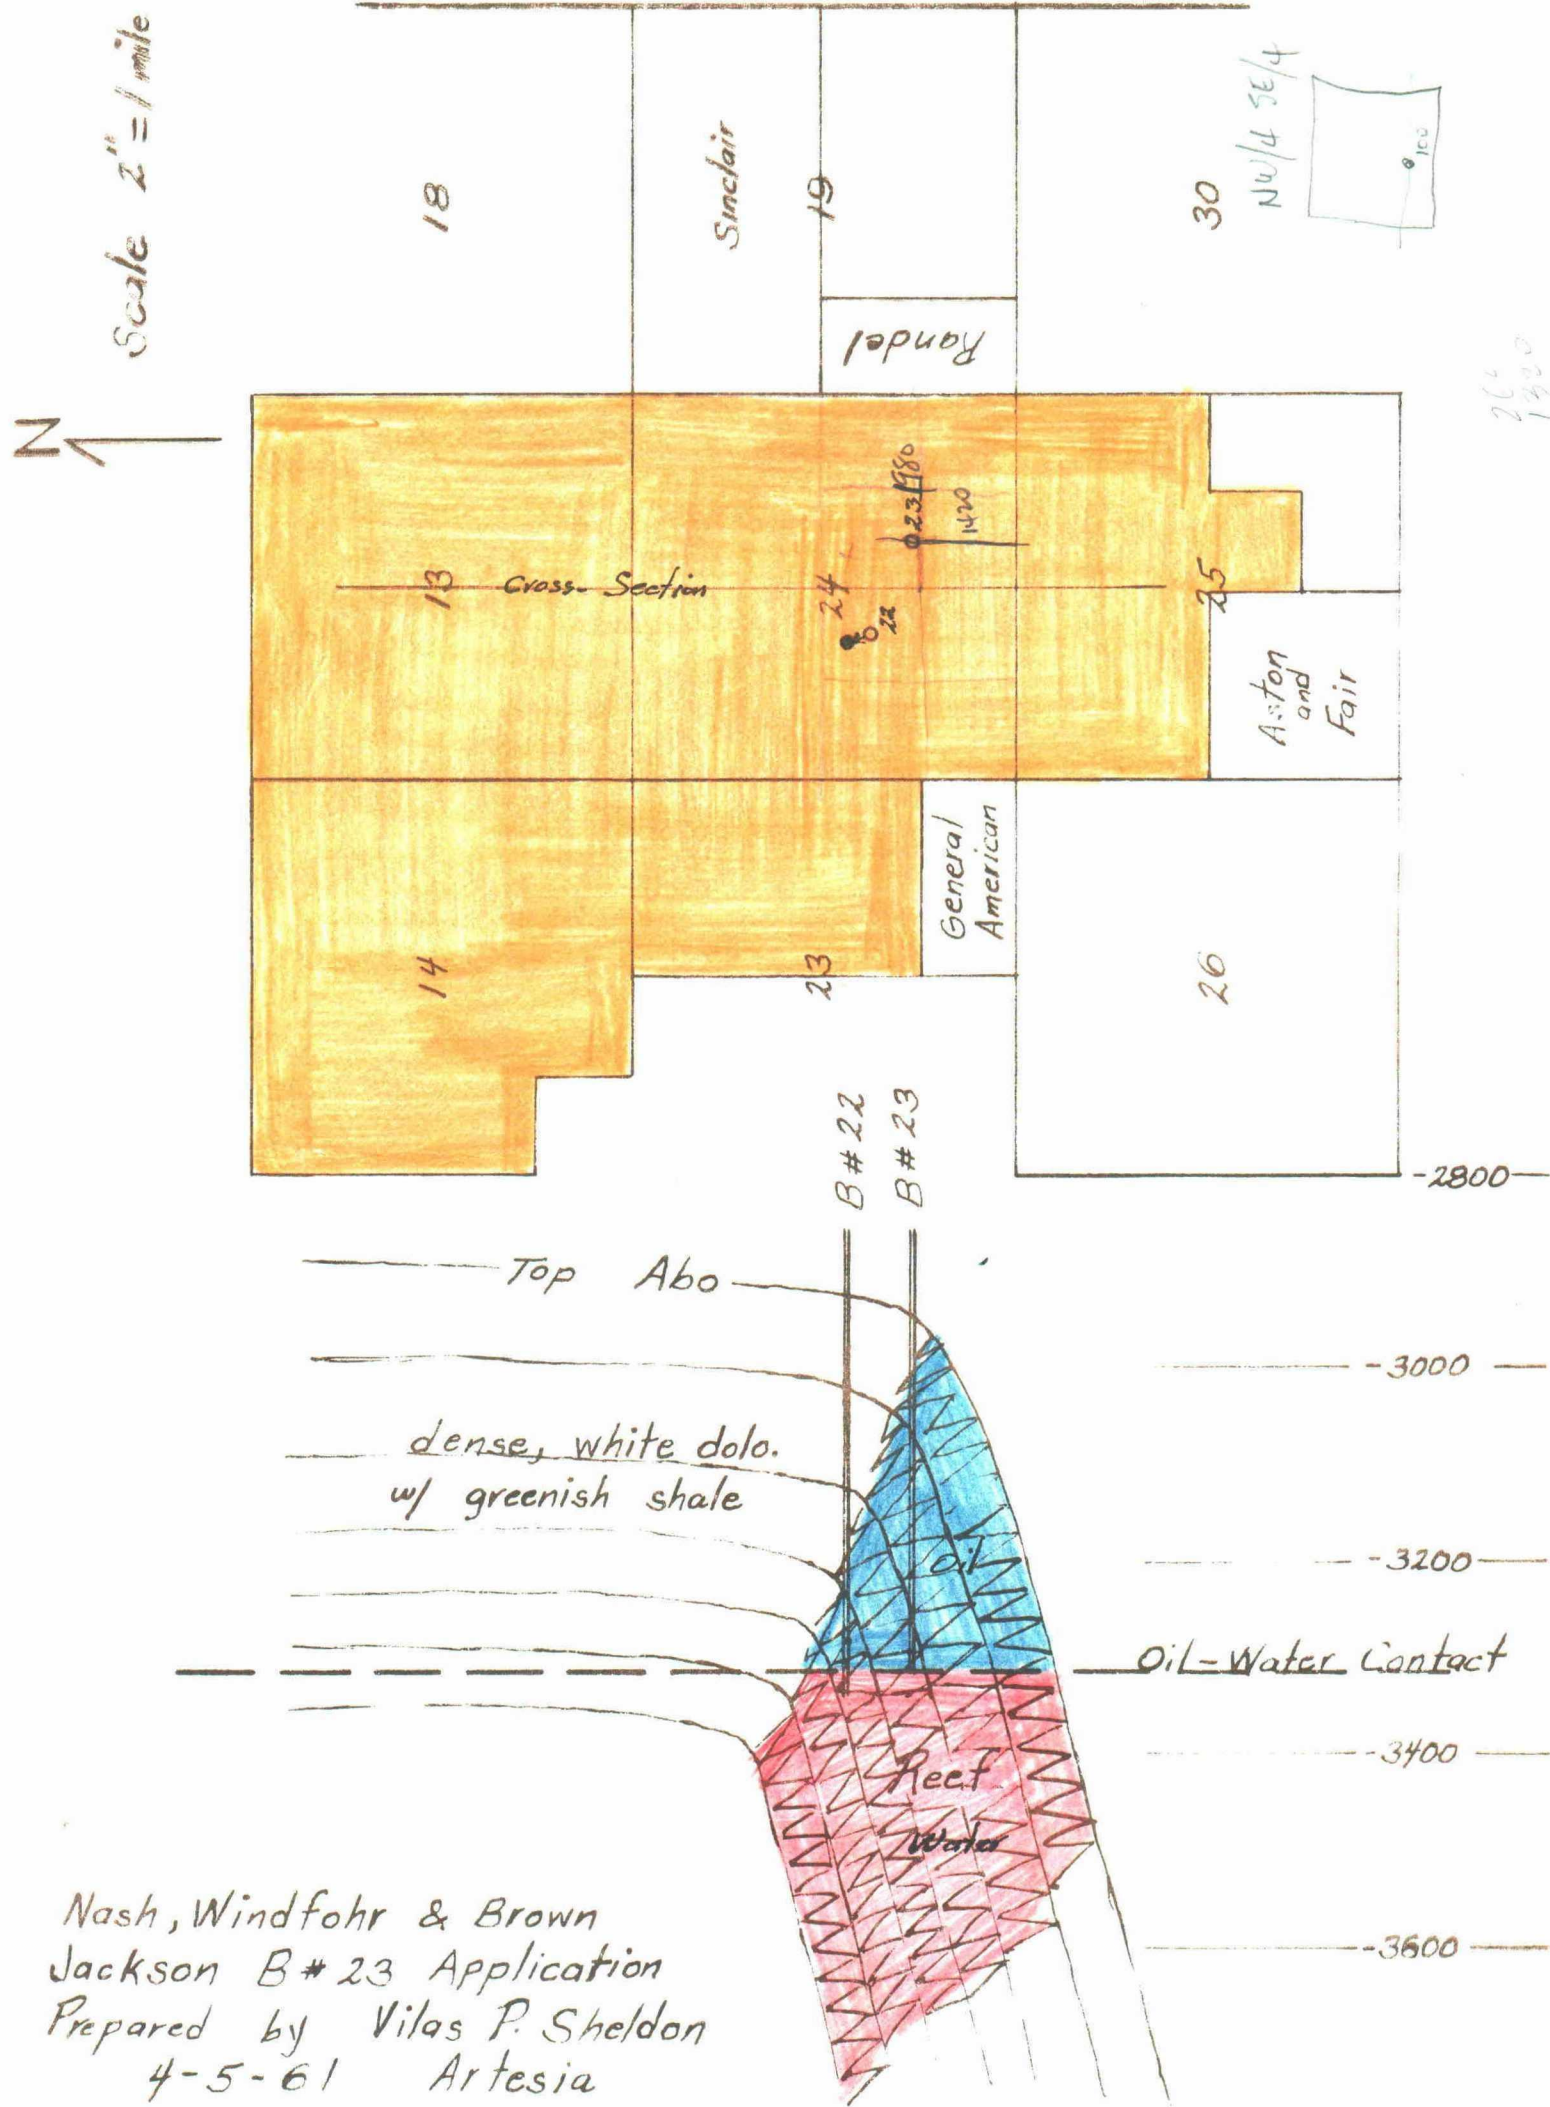 Scale 2" = 1 mile
N
18
Sinclair
19
Randel
30
NW/4 SE/4
100
13
Cross-Section
24
22
23
1980
1420
25
Aston
and
Fair
14
23
General
American
26
B#22
B#23
-2800
Top Abo
-3000
dense, white dolo.
w/ greenish shale
oil
-3200
Oil-Water Contact
-3400
Reef
Water
-3600
Nash, Windfohr & Brown
Jackson B#23 Application
Prepared by Vilas P. Sheldon
4-5-61 Artesia